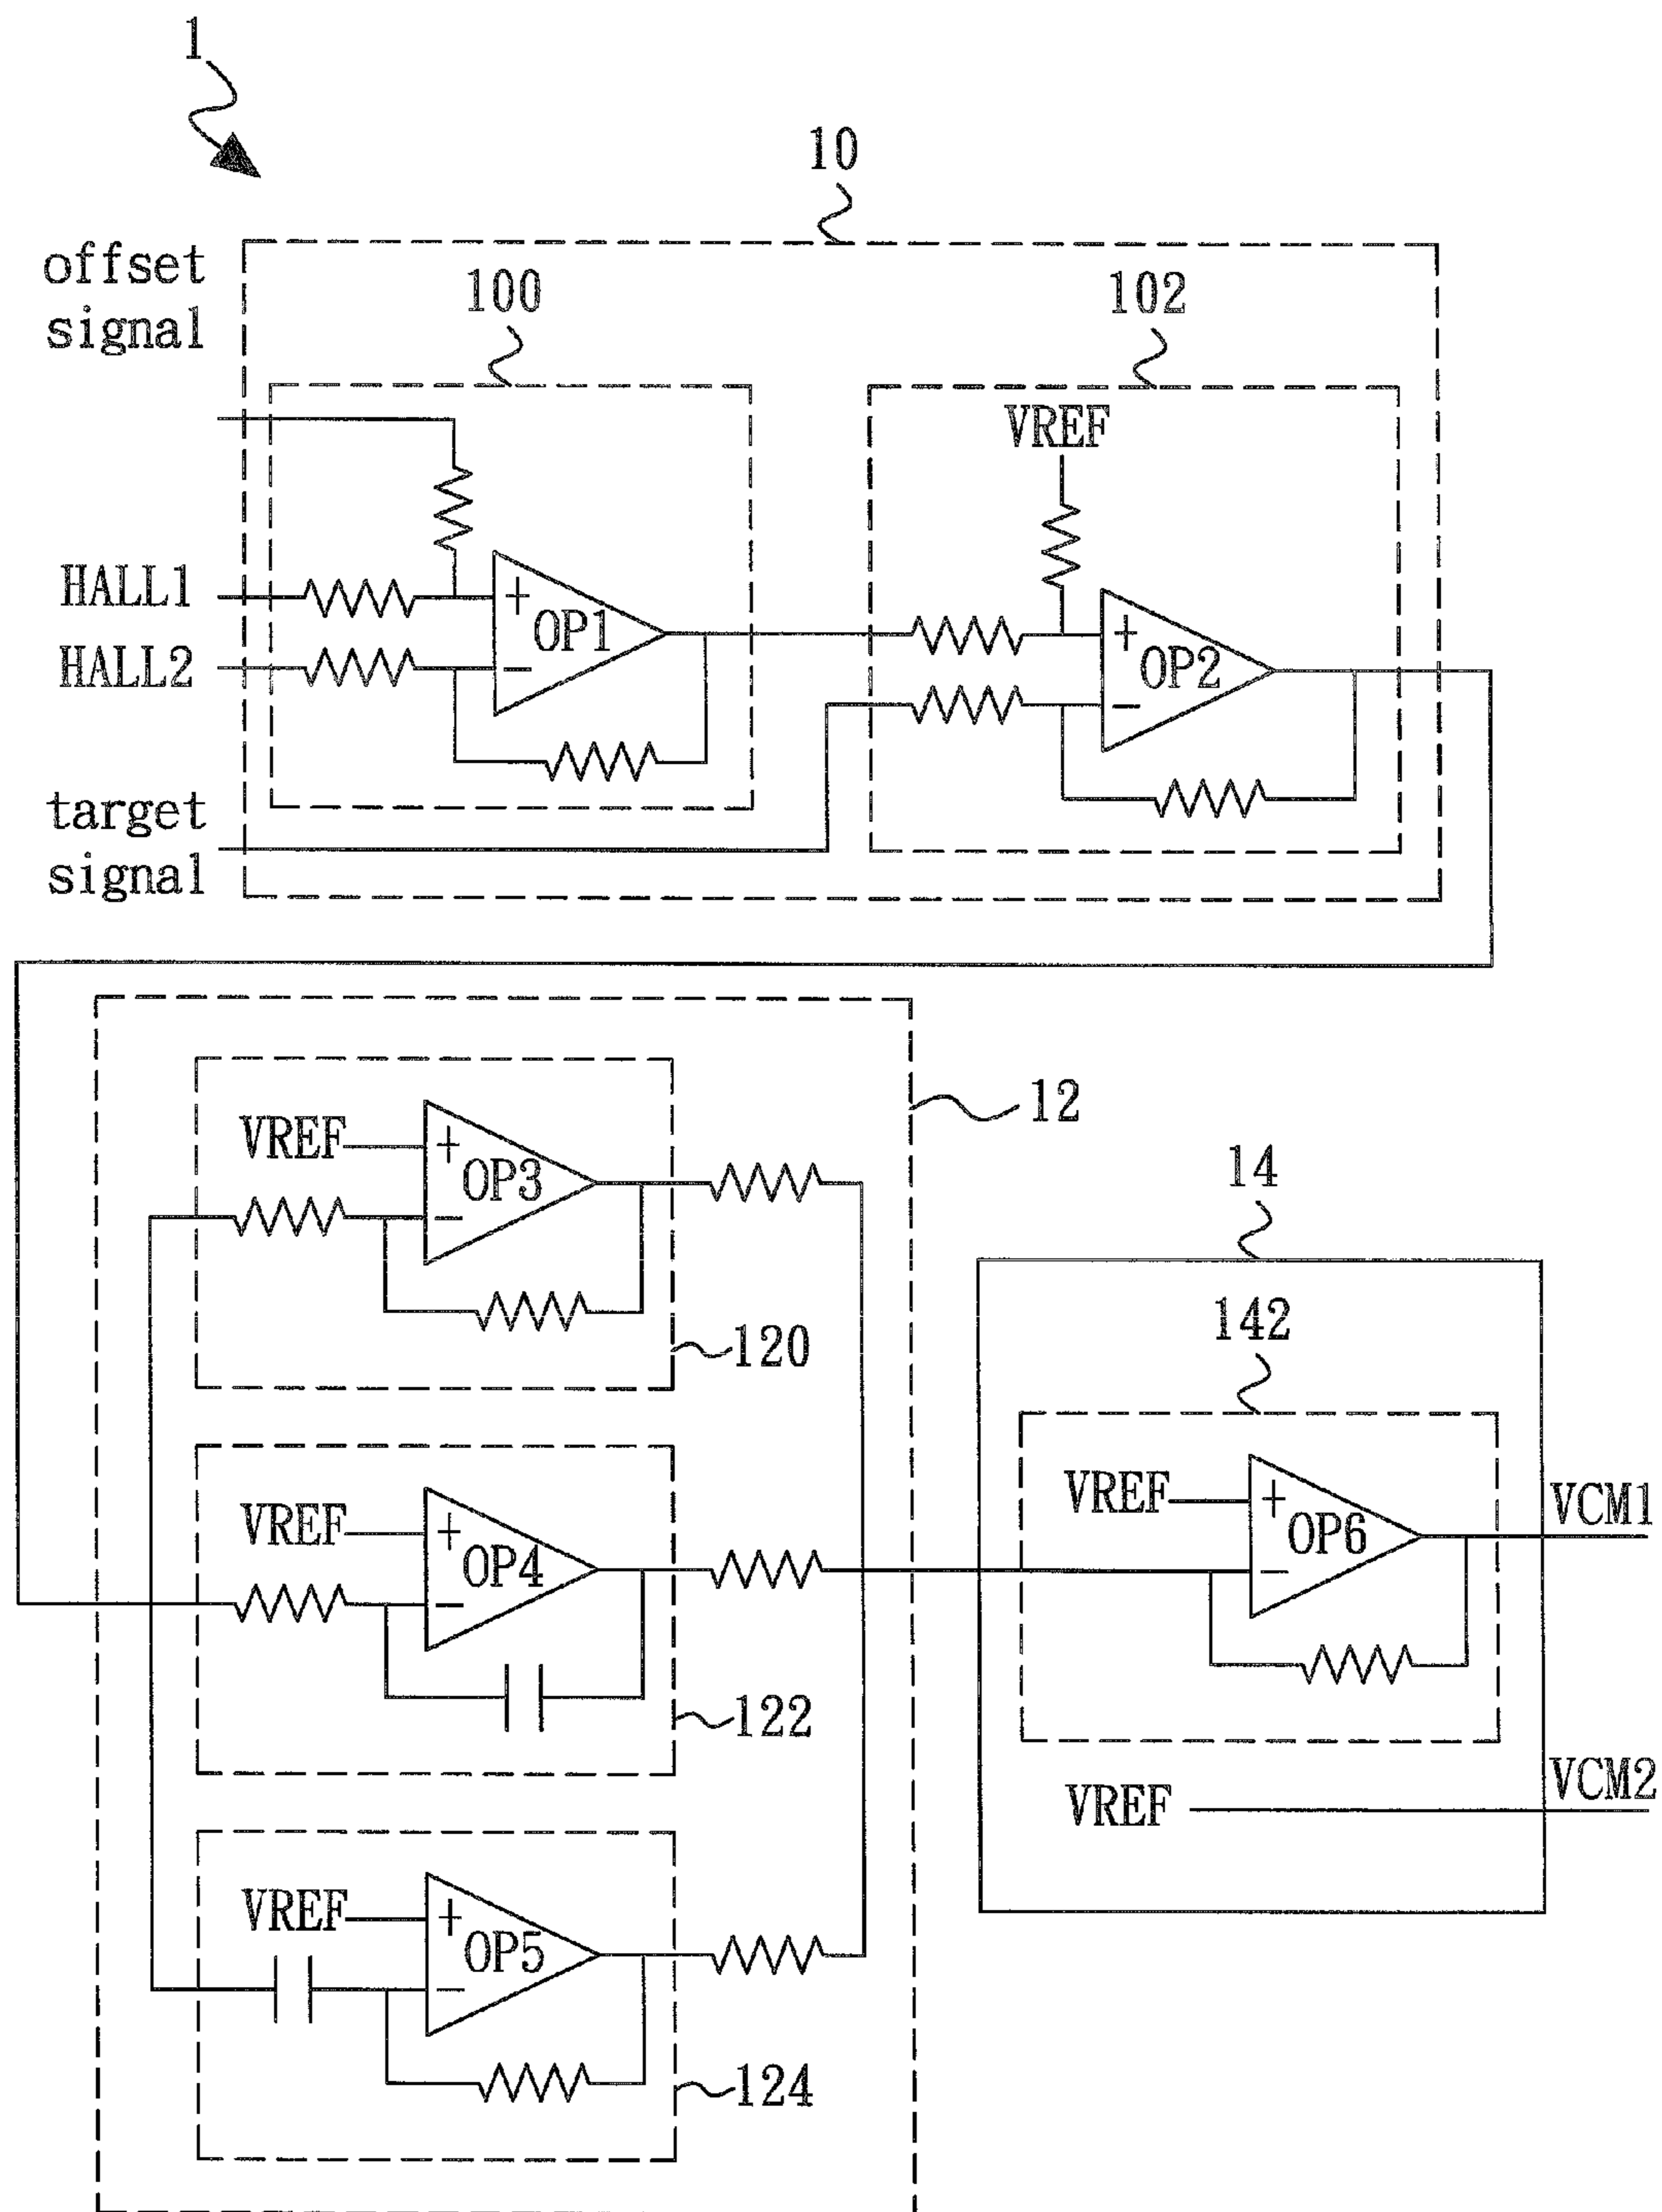 1
10
offset
signal
100
102
VREF
HALL1
+
OP1
HALL2
−
+
OP2
−
target
signal
12
VREF
+
OP3
−
120
14
142
VREF
+
OP4
−
122
VREF
+
OP6
−
VCM1
VREF
VCM2
VREF
+
OP5
−
124